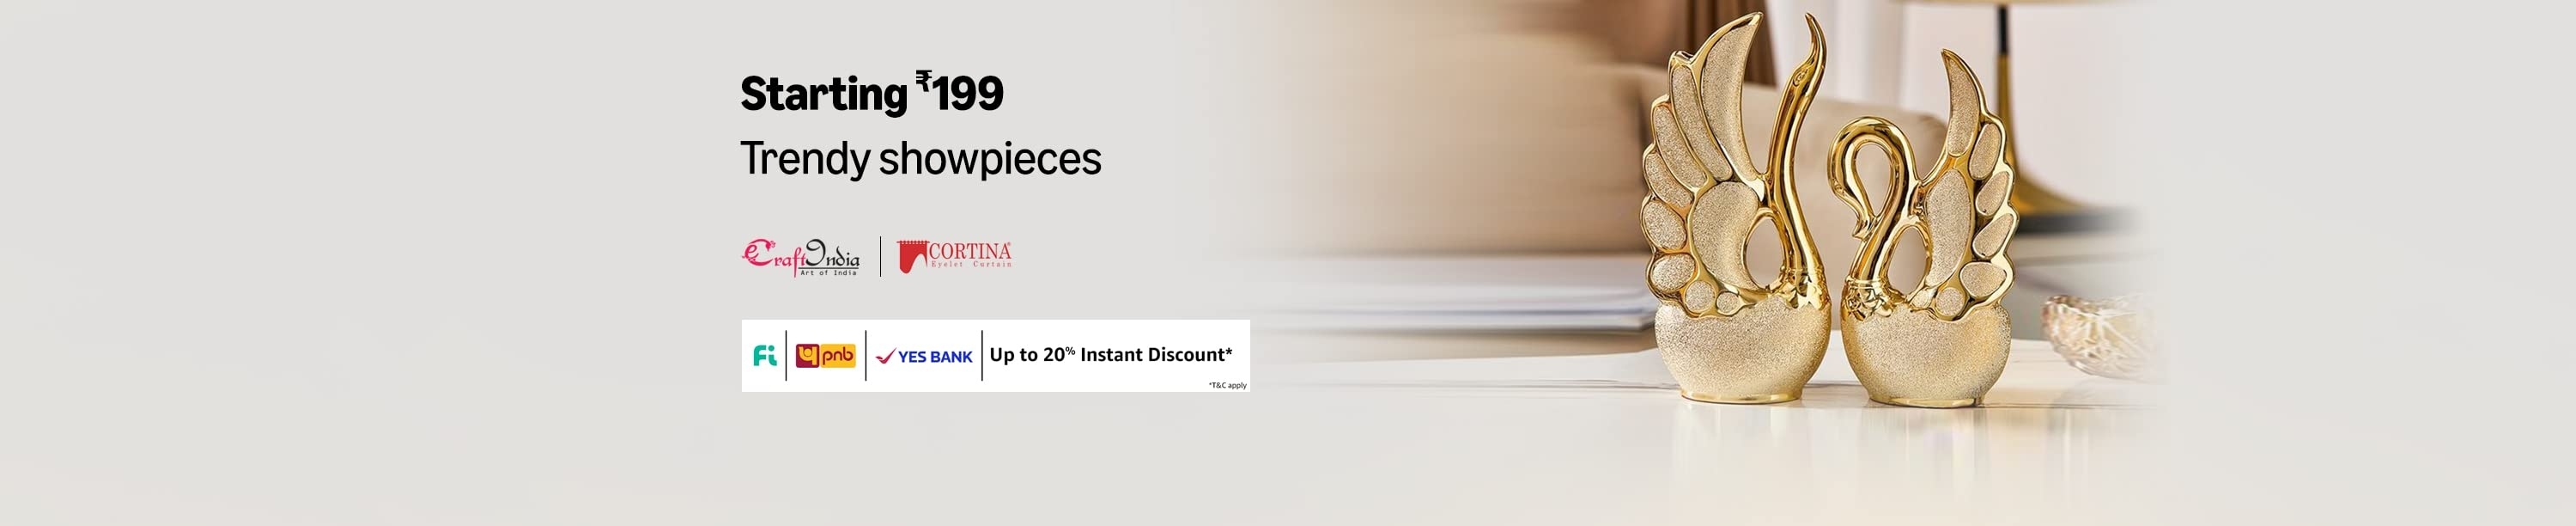 Starting ₹199
Trendy showpieces
eCraftIndia
Art of India
CORTINA®
Eyelet Curtain
Fi
pnb
YES BANK
Up to 20% Instant Discount*
*T&C apply